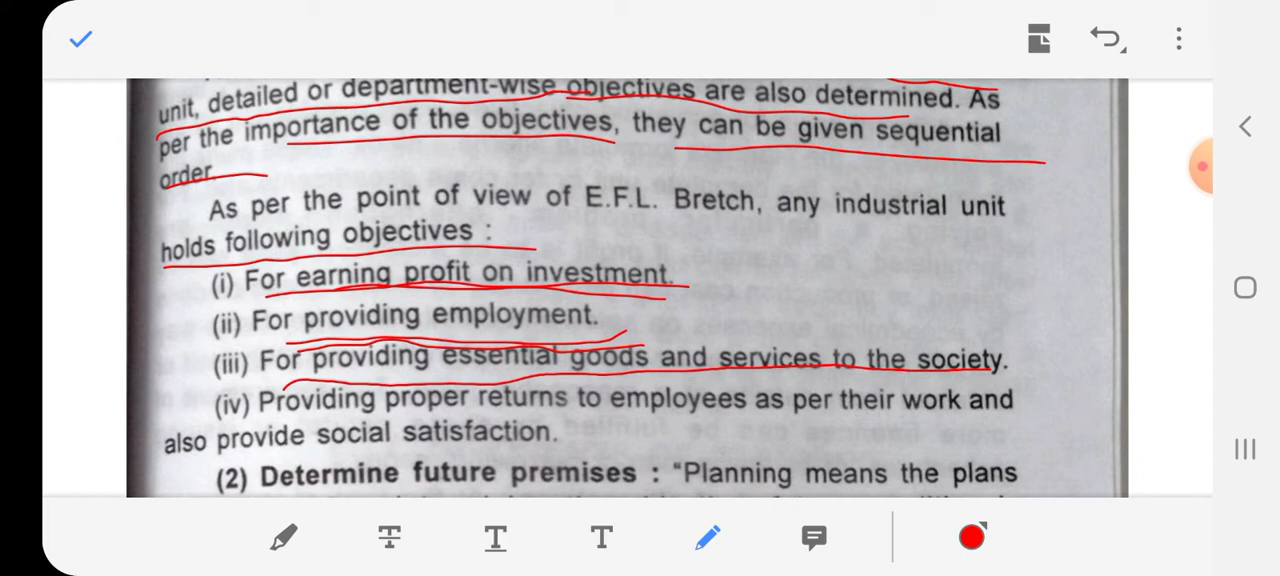 unit, detailed or department-wise objectives are also determined. As
per the importance of the objectives, they can be given sequential
order.
As per the point of view of E.F.L. Bretch, any industrial unit
holds following objectives :
(i) For earning profit on investment.
(ii) For providing employment.
(iii) For providing essential goods and services to the society.
(iv) Providing proper returns to employees as per their work and
also provide social satisfaction.
(2) Determine future premises : “Planning means the plans